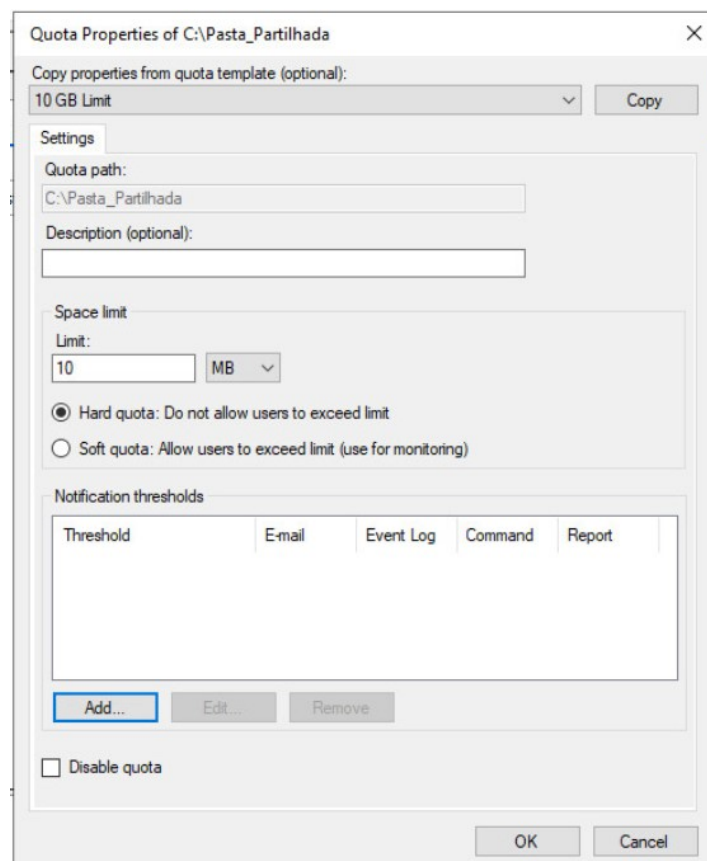 Quota Properties of C:\Pasta_Partilhada
Copy properties from quota template (optional):
10 GB Limit
Copy
Settings
Quota path:
C:\Pasta_Partilhada
Description (optional):
Space limit
Limit:
10 MB
Hard quota: Do not allow users to exceed limit
Soft quota: Allow users to exceed limit (use for monitoring)
Notification thresholds
Threshold E-mail Event Log Command Report
Add... Edit... Remove
Disable quota
OK Cancel